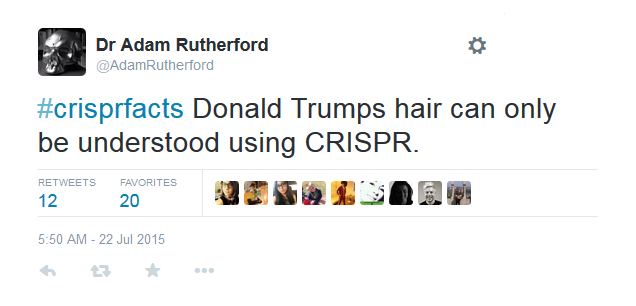 Dr Adam Rutherford
@AdamRutherford
#crisprfacts Donald Trumps hair can only
be understood using CRISPR.
RETWEETS FAVORITES
12 20
5:50 AM - 22 Jul 2015